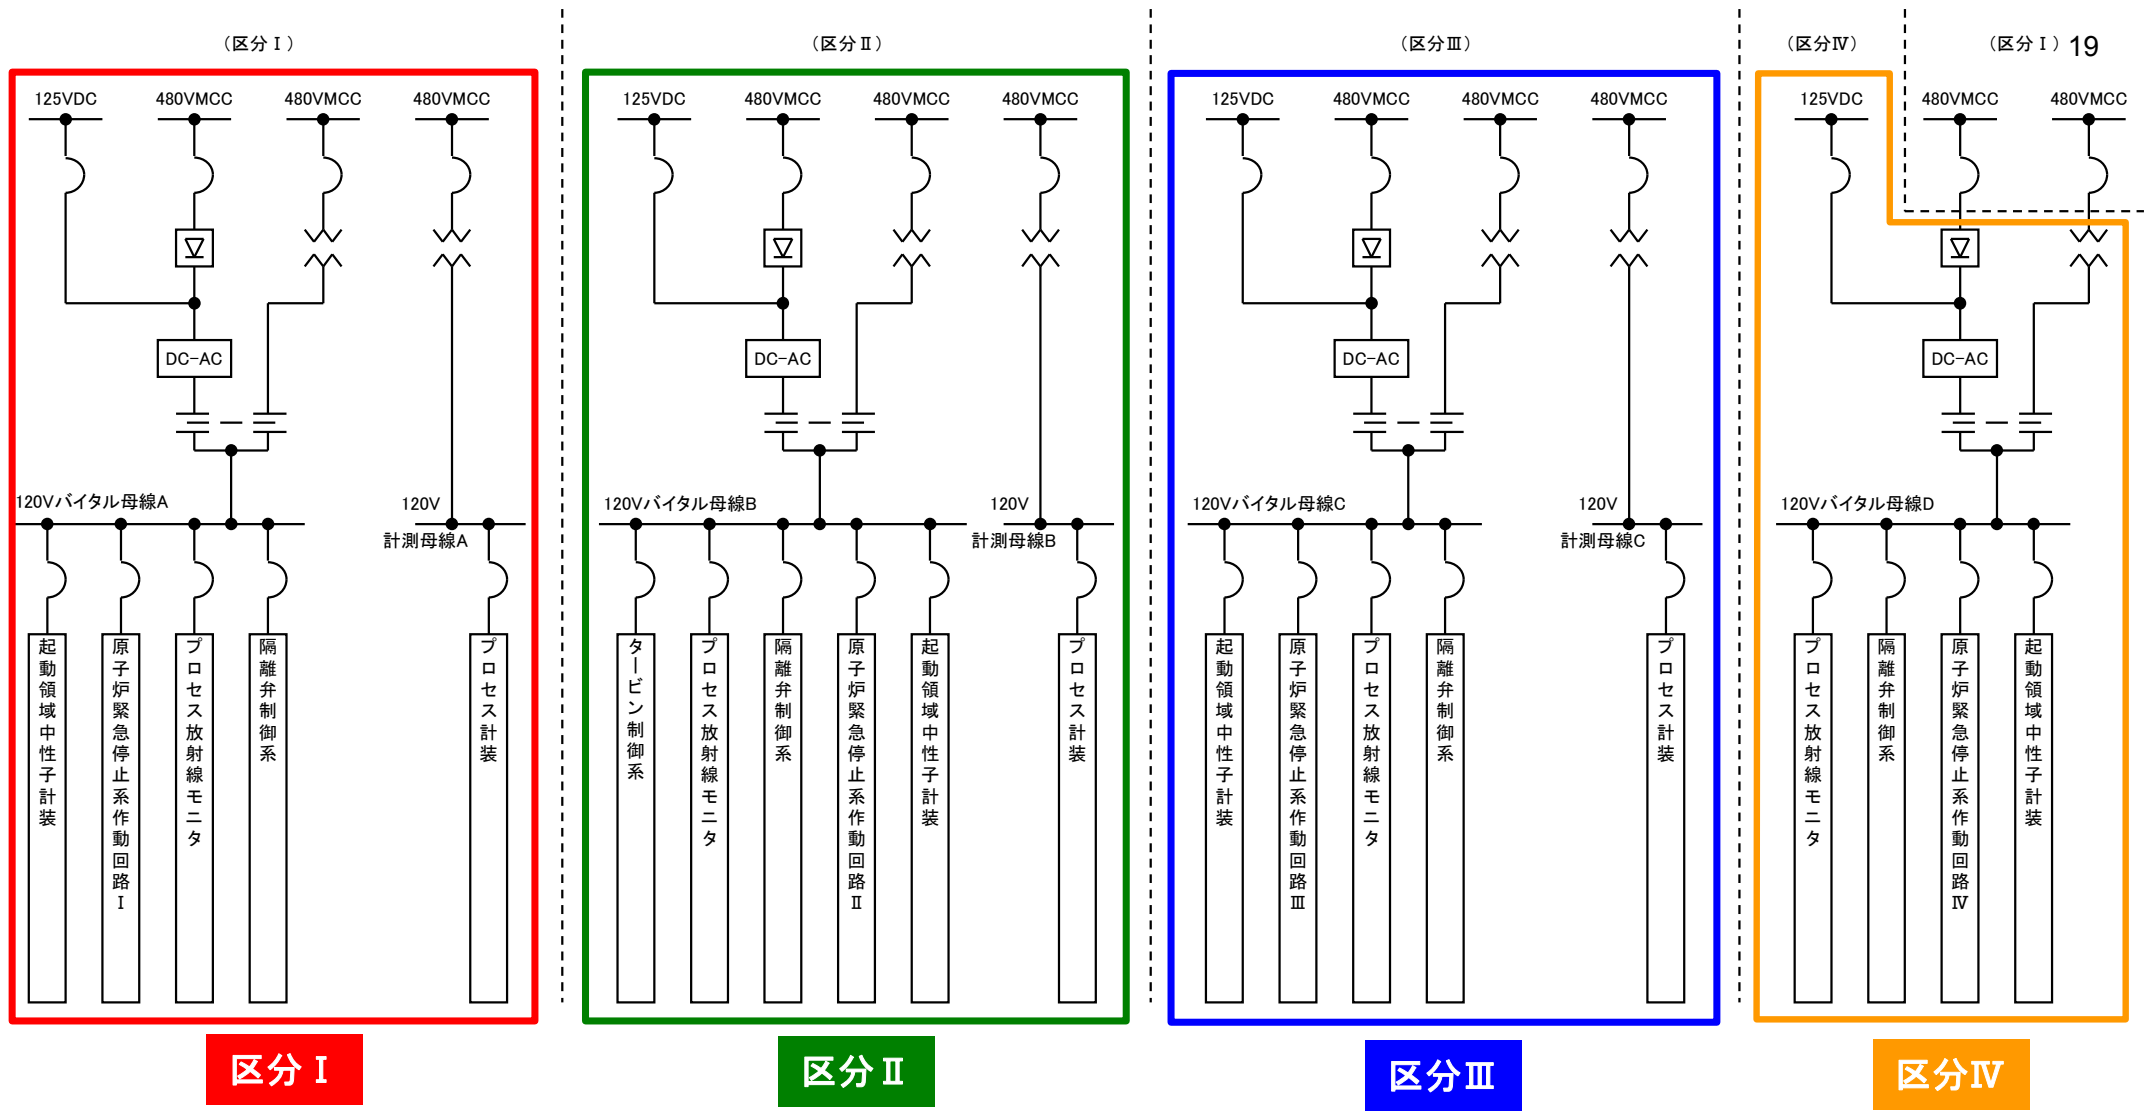 （区分Ⅰ）
（区分Ⅱ）
（区分Ⅲ）
（区分Ⅳ）
（区分Ⅰ）
19
125VDC
480VMCC
480VMCC
480VMCC
125VDC
480VMCC
480VMCC
480VMCC
125VDC
480VMCC
480VMCC
480VMCC
125VDC
480VMCC
480VMCC
DC-AC
DC-AC
DC-AC
DC-AC
120Vバイタル母線A
120V
計測母線A
120Vバイタル母線B
120V
計測母線B
120Vバイタル母線C
120V
計測母線C
120Vバイタル母線D
起動領域中性子計装
原子炉緊急停止系作動回路Ⅰ
プロセス放射線モニタ
隔離弁制御系
プロセス計装
タービン制御系
プロセス放射線モニタ
隔離弁制御系
原子炉緊急停止系作動回路Ⅱ
起動領域中性子計装
プロセス計装
起動領域中性子計装
原子炉緊急停止系作動回路Ⅲ
プロセス放射線モニタ
隔離弁制御系
プロセス計装
プロセス放射線モニタ
隔離弁制御系
原子炉緊急停止系作動回路Ⅳ
起動領域中性子計装
区分Ⅰ
区分Ⅱ
区分Ⅲ
区分Ⅳ